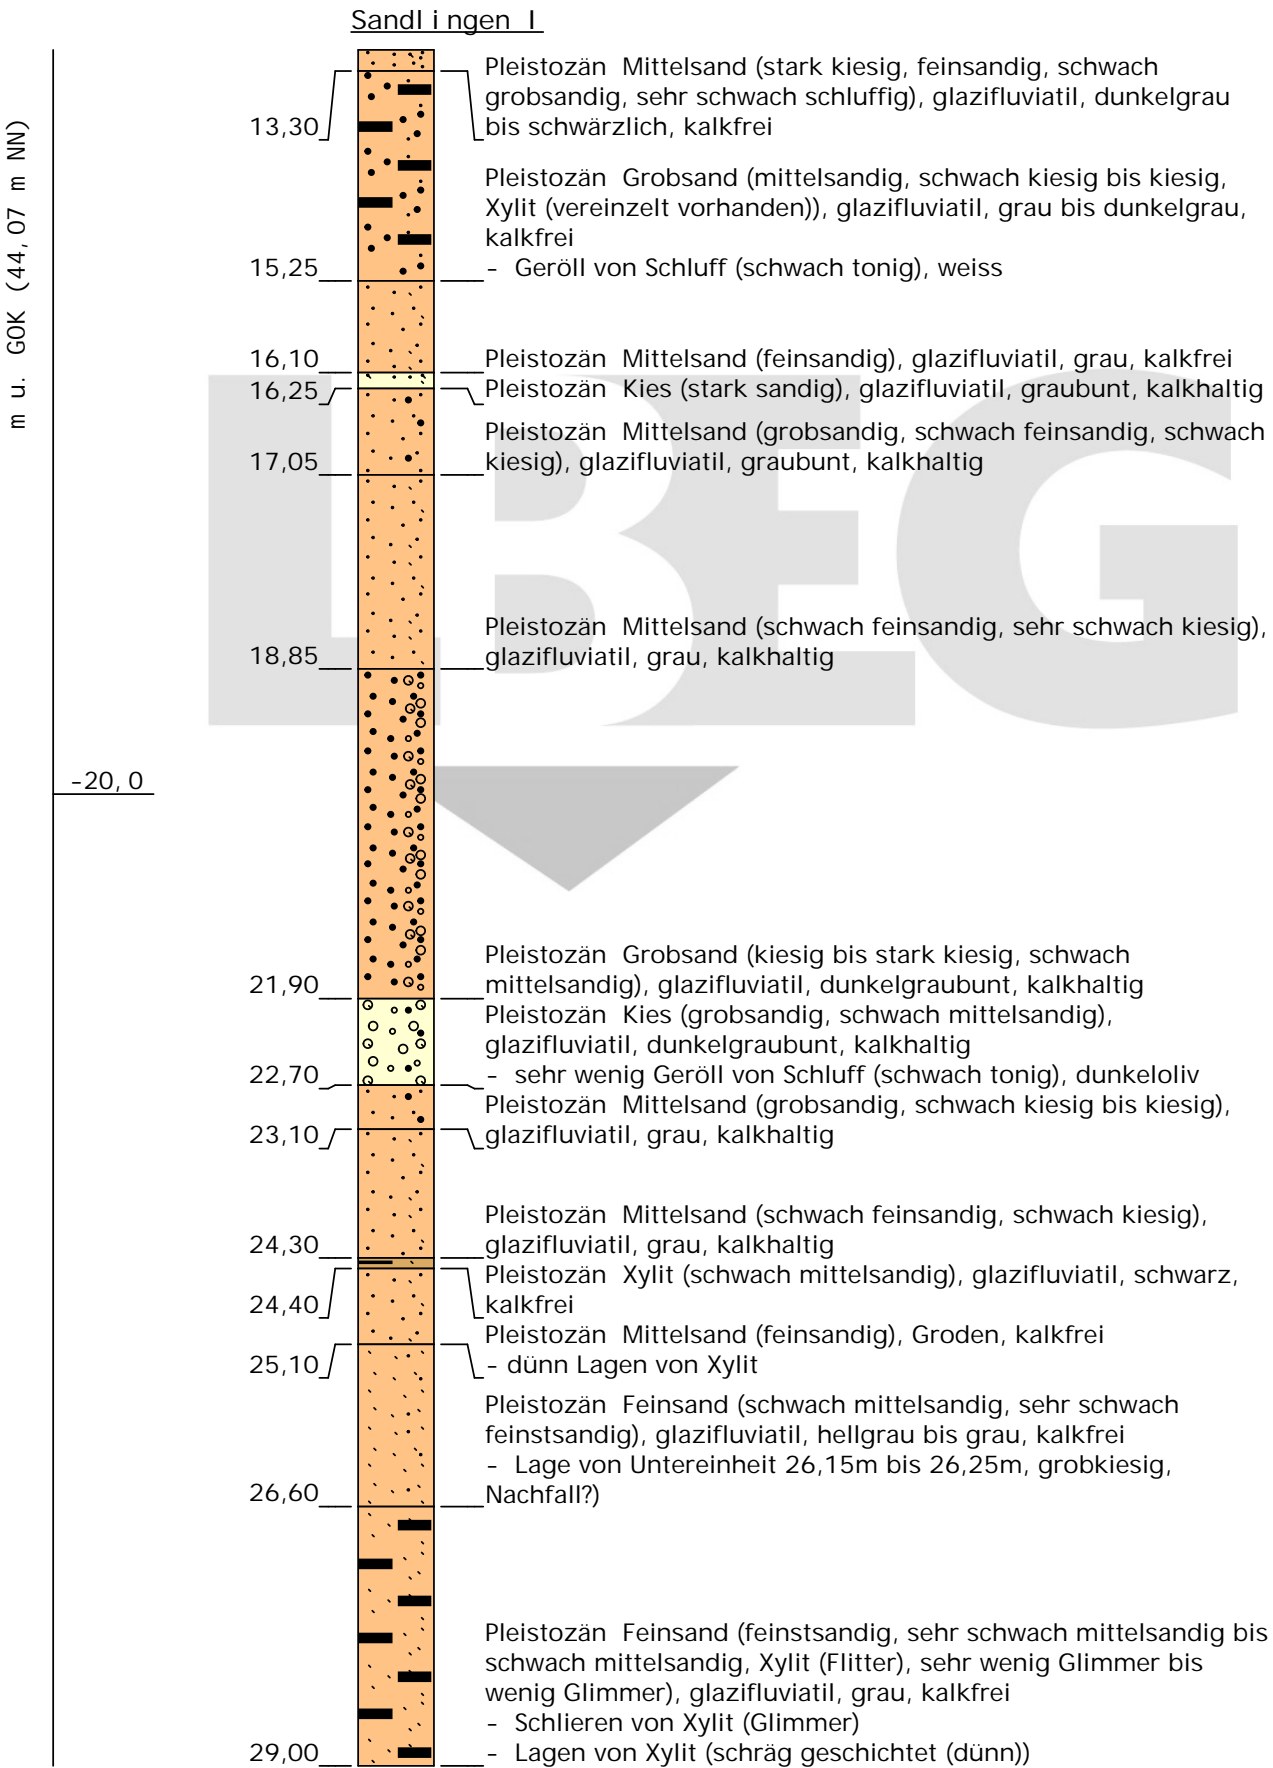 Sandlingen I
m u. GOK (44,07 m NN)
Pleistozän Mittelsand (stark kiesig, feinsandig, schwach
grobsandig, sehr schwach schluffig), glazifluviatil, dunkelgrau
13,30 bis schwärzlich, kalkfrei
Pleistozän Grobsand (mittelsandig, schwach kiesig bis kiesig,
Xylit (vereinzelt vorhanden)), glazifluviatil, grau bis dunkelgrau,
kalkfrei
15,25 - Geröll von Schluff (schwach tonig), weiss
16,10 Pleistozän Mittelsand (feinsandig), glazifluviatil, grau, kalkfrei
16,25 Pleistozän Kies (stark sandig), glazifluviatil, graubunt, kalkhaltig
Pleistozän Mittelsand (grobsandig, schwach feinsandig, schwach
17,05 kiesig), glazifluviatil, graubunt, kalkhaltig
Pleistozän Mittelsand (schwach feinsandig, sehr schwach kiesig),
18,85 glazifluviatil, grau, kalkhaltig
LBEG
-20,0
Pleistozän Grobsand (kiesig bis stark kiesig, schwach
21,90 mittelsandig), glazifluviatil, dunkelgraubunt, kalkhaltig
Pleistozän Kies (grobsandig, schwach mittelsandig),
glazifluviatil, dunkelgraubunt, kalkhaltig
22,70 - sehr wenig Geröll von Schluff (schwach tonig), dunkeloliv
Pleistozän Mittelsand (grobsandig, schwach kiesig bis kiesig),
23,10 glazifluviatil, grau, kalkhaltig
Pleistozän Mittelsand (schwach feinsandig, schwach kiesig),
24,30 glazifluviatil, grau, kalkhaltig
Pleistozän Xylit (schwach mittelsandig), glazifluviatil, schwarz,
24,40 kalkfrei
Pleistozän Mittelsand (feinsandig), Groden, kalkfrei
25,10 - dünn Lagen von Xylit
Pleistozän Feinsand (schwach mittelsandig, sehr schwach
feinstsandig), glazifluviatil, hellgrau bis grau, kalkfrei
- Lage von Untereinheit 26,15m bis 26,25m, grobkiesig,
26,60 Nachfall?)
Pleistozän Feinsand (feinstsandig, sehr schwach mittelsandig bis
schwach mittelsandig, Xylit (Flitter), sehr wenig Glimmer bis
wenig Glimmer), glazifluviatil, grau, kalkfrei
- Schlieren von Xylit (Glimmer)
29,00 - Lagen von Xylit (schräg geschichtet (dünn))